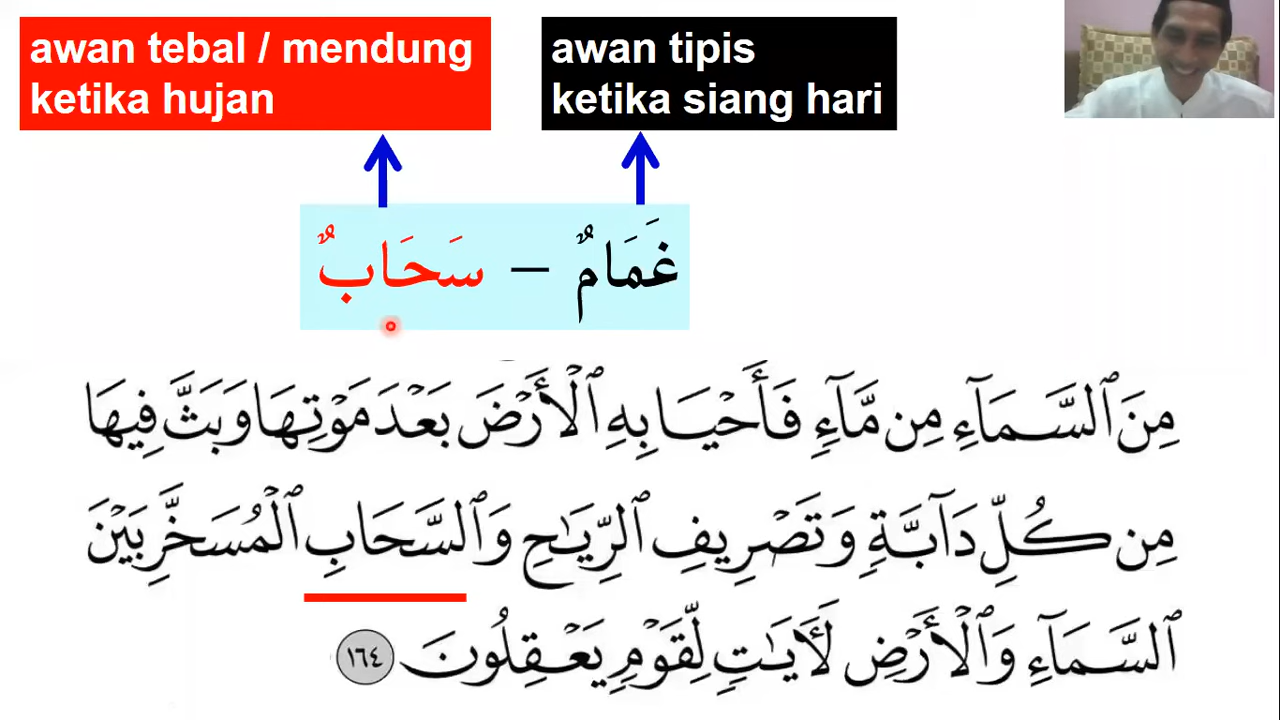 awan tebal / mendung
ketika hujan
awan tipis
ketika siang hari
غَمَامٌ – سَحَابٌ
مِنَ ٱلسَّمَآءِ مِن مَّآءٖ فَأَحۡيَا بِهِ ٱلۡأَرۡضَ بَعۡدَ مَوۡتِهَا وَبَثَّ فِيهَا
مِن كُلِّ دَآبَّةٖ وَتَصۡرِيفِ ٱلرِّيَٰحِ وَٱلسَّحَابِ ٱلۡمُسَخَّرِ بَيۡنَ
ٱلسَّمَآءِ وَٱلۡأَرۡضِ لَأٓيَٰتٖ لِّقَوۡمٖ يَعۡقِلُونَ ١٦٤